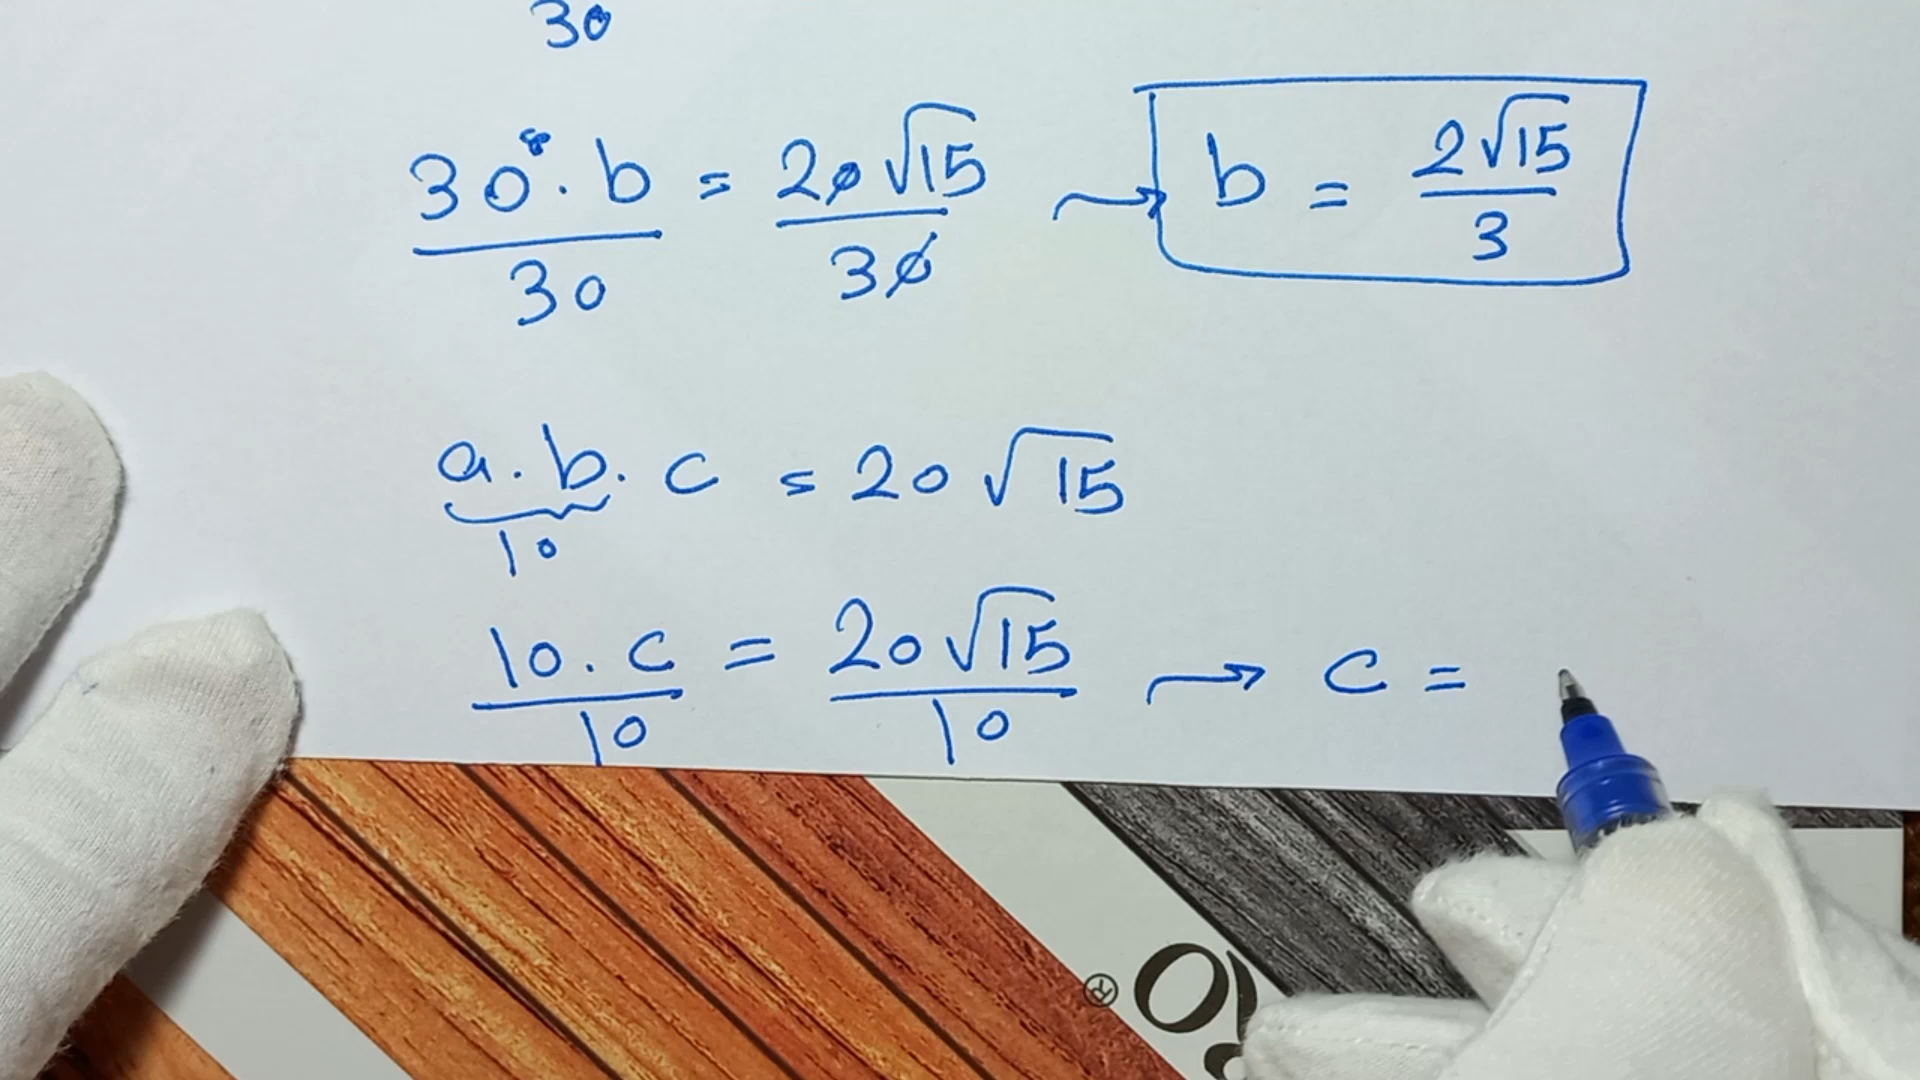 30
30 . b = 20√15 ⇝ b = 2√15
30 30 3
a . b . c = 20 √15
10
10 . c = 20√15 → c =
10 10
®